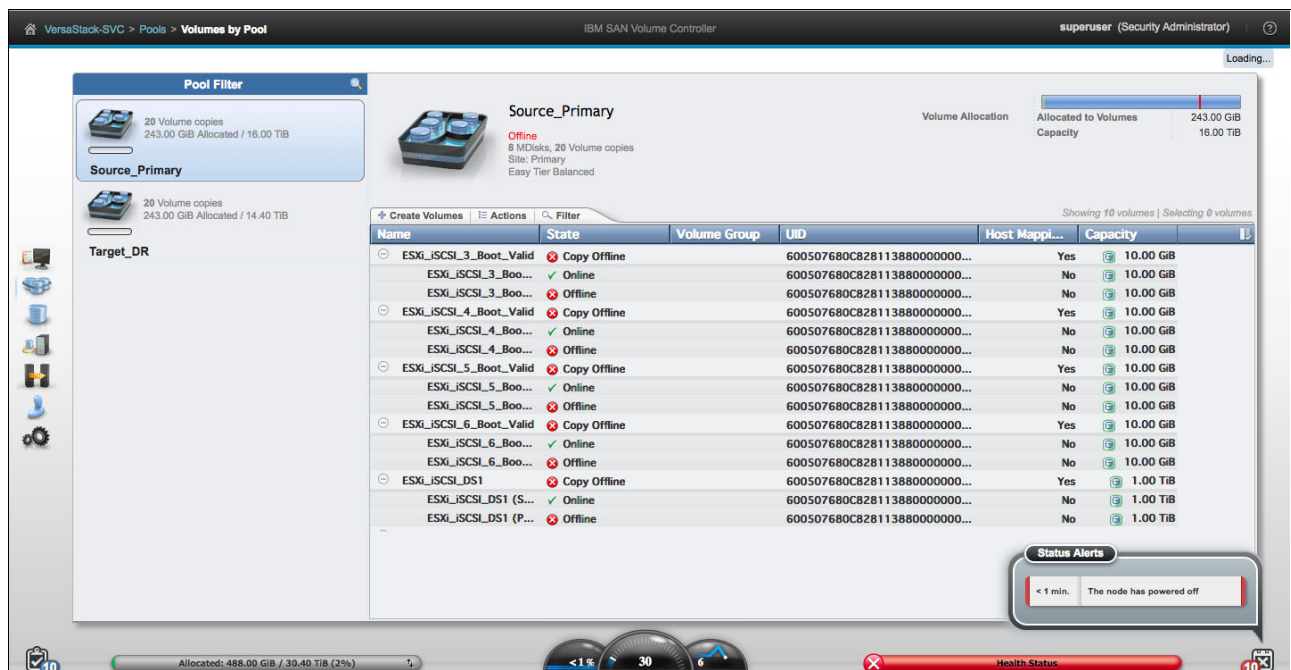 VersaStack-SVC > Pools > Volumes by Pool
IBM SAN Volume Controller
superuser (Security Administrator)
?
Loading...
Pool Filter
20 Volume copies
243.00 GiB Allocated / 16.00 TiB
Source_Primary
20 Volume copies
243.00 GiB Allocated / 14.40 TiB
Target_DR
Source_Primary
Offline
8 MDisks, 20 Volume copies
Site: Primary
Easy Tier Balanced
Volume Allocation
Allocated to Volumes 243.00 GiB
Capacity 16.00 TiB
Create Volumes Actions Filter
Showing 10 volumes | Selecting 0 volumes
Name State Volume Group UID Host Mappi... Capacity
ESXi_iSCSI_3_Boot_Valid Copy Offline 600507680C828113880000000... Yes 10.00 GiB
ESXi_iSCSI_3_Boo... Online 600507680C828113880000000... No 10.00 GiB
ESXi_iSCSI_3_Boo... Offline 600507680C828113880000000... No 10.00 GiB
ESXi_iSCSI_4_Boot_Valid Copy Offline 600507680C828113880000000... Yes 10.00 GiB
ESXi_iSCSI_4_Boo... Online 600507680C828113880000000... No 10.00 GiB
ESXi_iSCSI_4_Boo... Offline 600507680C828113880000000... No 10.00 GiB
ESXi_iSCSI_5_Boot_Valid Copy Offline 600507680C828113880000000... Yes 10.00 GiB
ESXi_iSCSI_5_Boo... Online 600507680C828113880000000... No 10.00 GiB
ESXi_iSCSI_5_Boo... Offline 600507680C828113880000000... No 10.00 GiB
ESXi_iSCSI_6_Boot_Valid Copy Offline 600507680C828113880000000... Yes 10.00 GiB
ESXi_iSCSI_6_Boo... Online 600507680C828113880000000... No 10.00 GiB
ESXi_iSCSI_6_Boo... Offline 600507680C828113880000000... No 10.00 GiB
ESXi_iSCSI_DS1 Copy Offline 600507680C828113880000000... Yes 1.00 TiB
ESXi_iSCSI_DS1 (S... Online 600507680C828113880000000... No 1.00 TiB
ESXi_iSCSI_DS1 (P... Offline 600507680C828113880000000... No 1.00 TiB
Status Alerts
< 1 min. The node has powered off
10
Allocated: 488.00 GiB / 30.40 TiB (2%)
<1%
30
6
Health Status
10